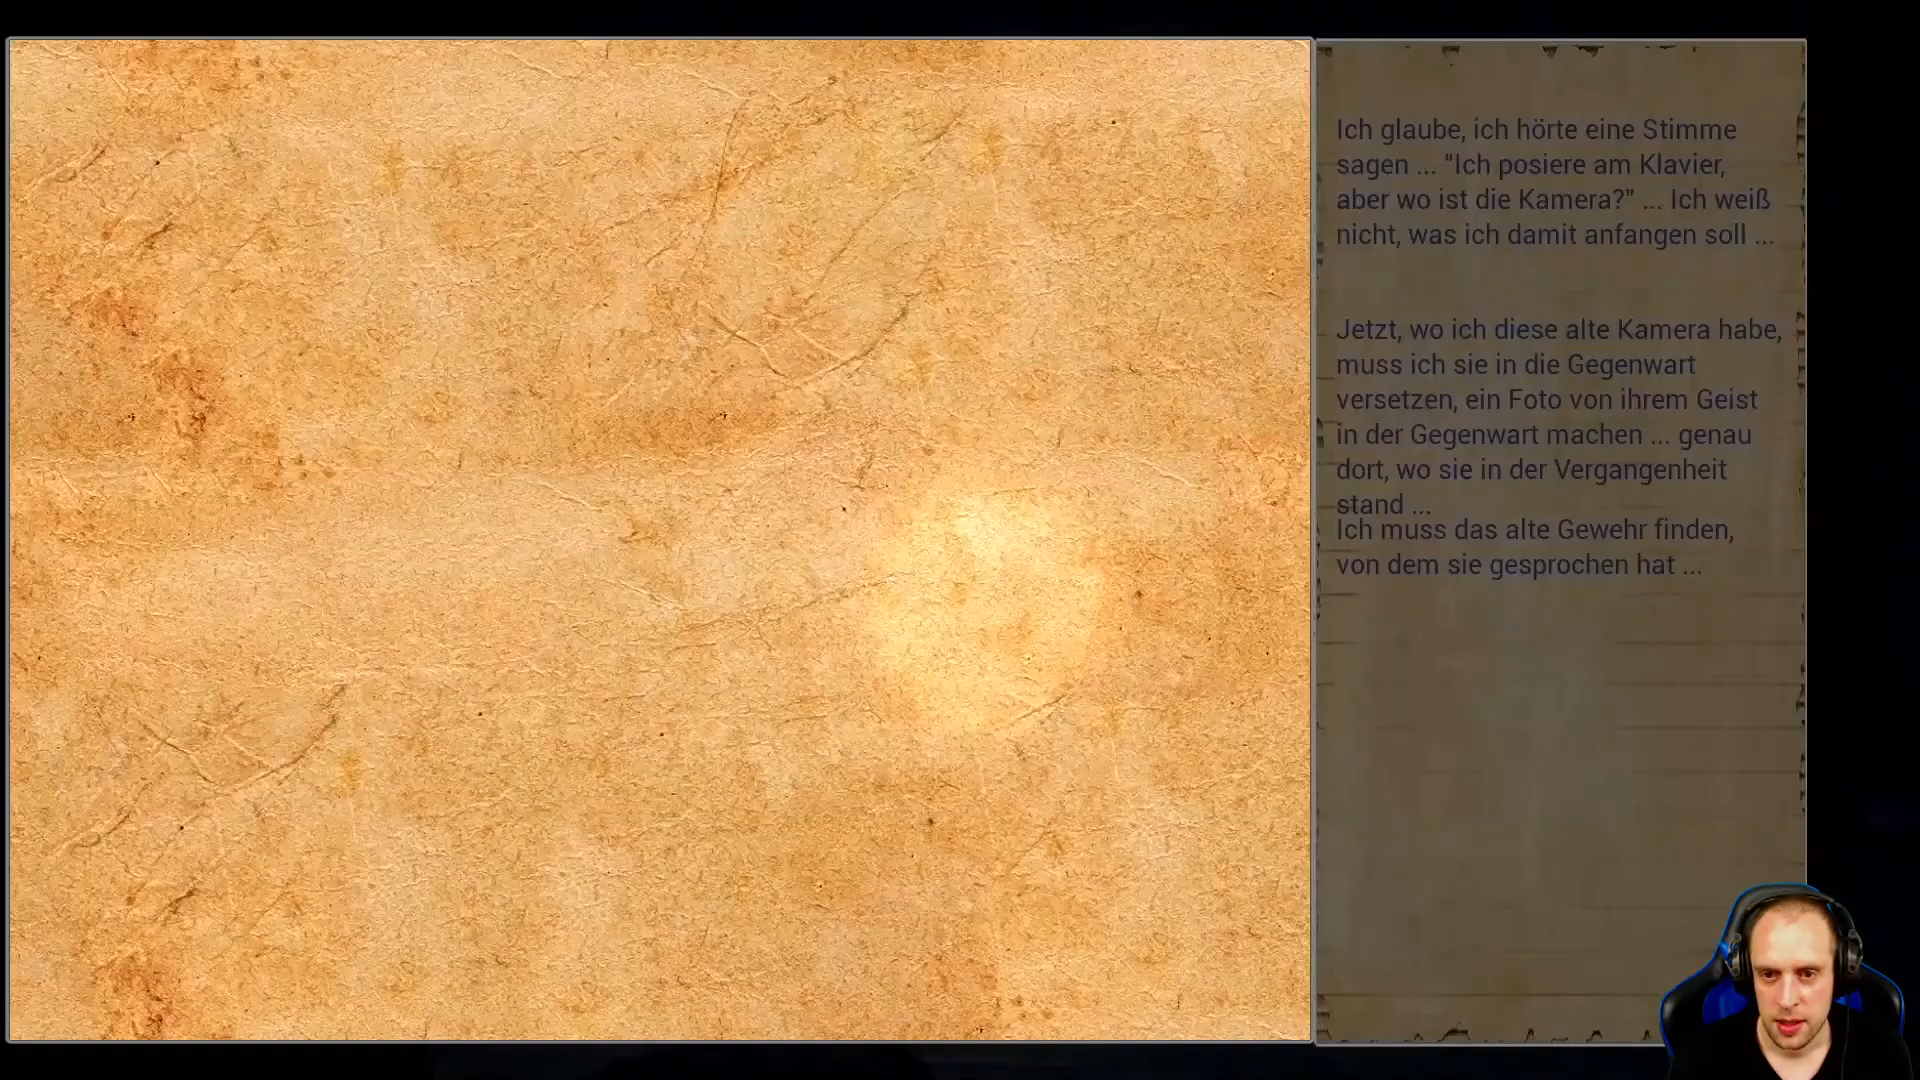 Ich glaube, ich hörte eine Stimme
sagen ... "Ich posiere am Klavier,
aber wo ist die Kamera?" ... Ich weiß
nicht, was ich damit anfangen soll ...
Jetzt, wo ich diese alte Kamera habe,
muss ich sie in die Gegenwart
versetzen, ein Foto von ihrem Geist
in der Gegenwart machen ... genau
dort, wo sie in der Vergangenheit
stand ...
Ich muss das alte Gewehr finden,
von dem sie gesprochen hat ...